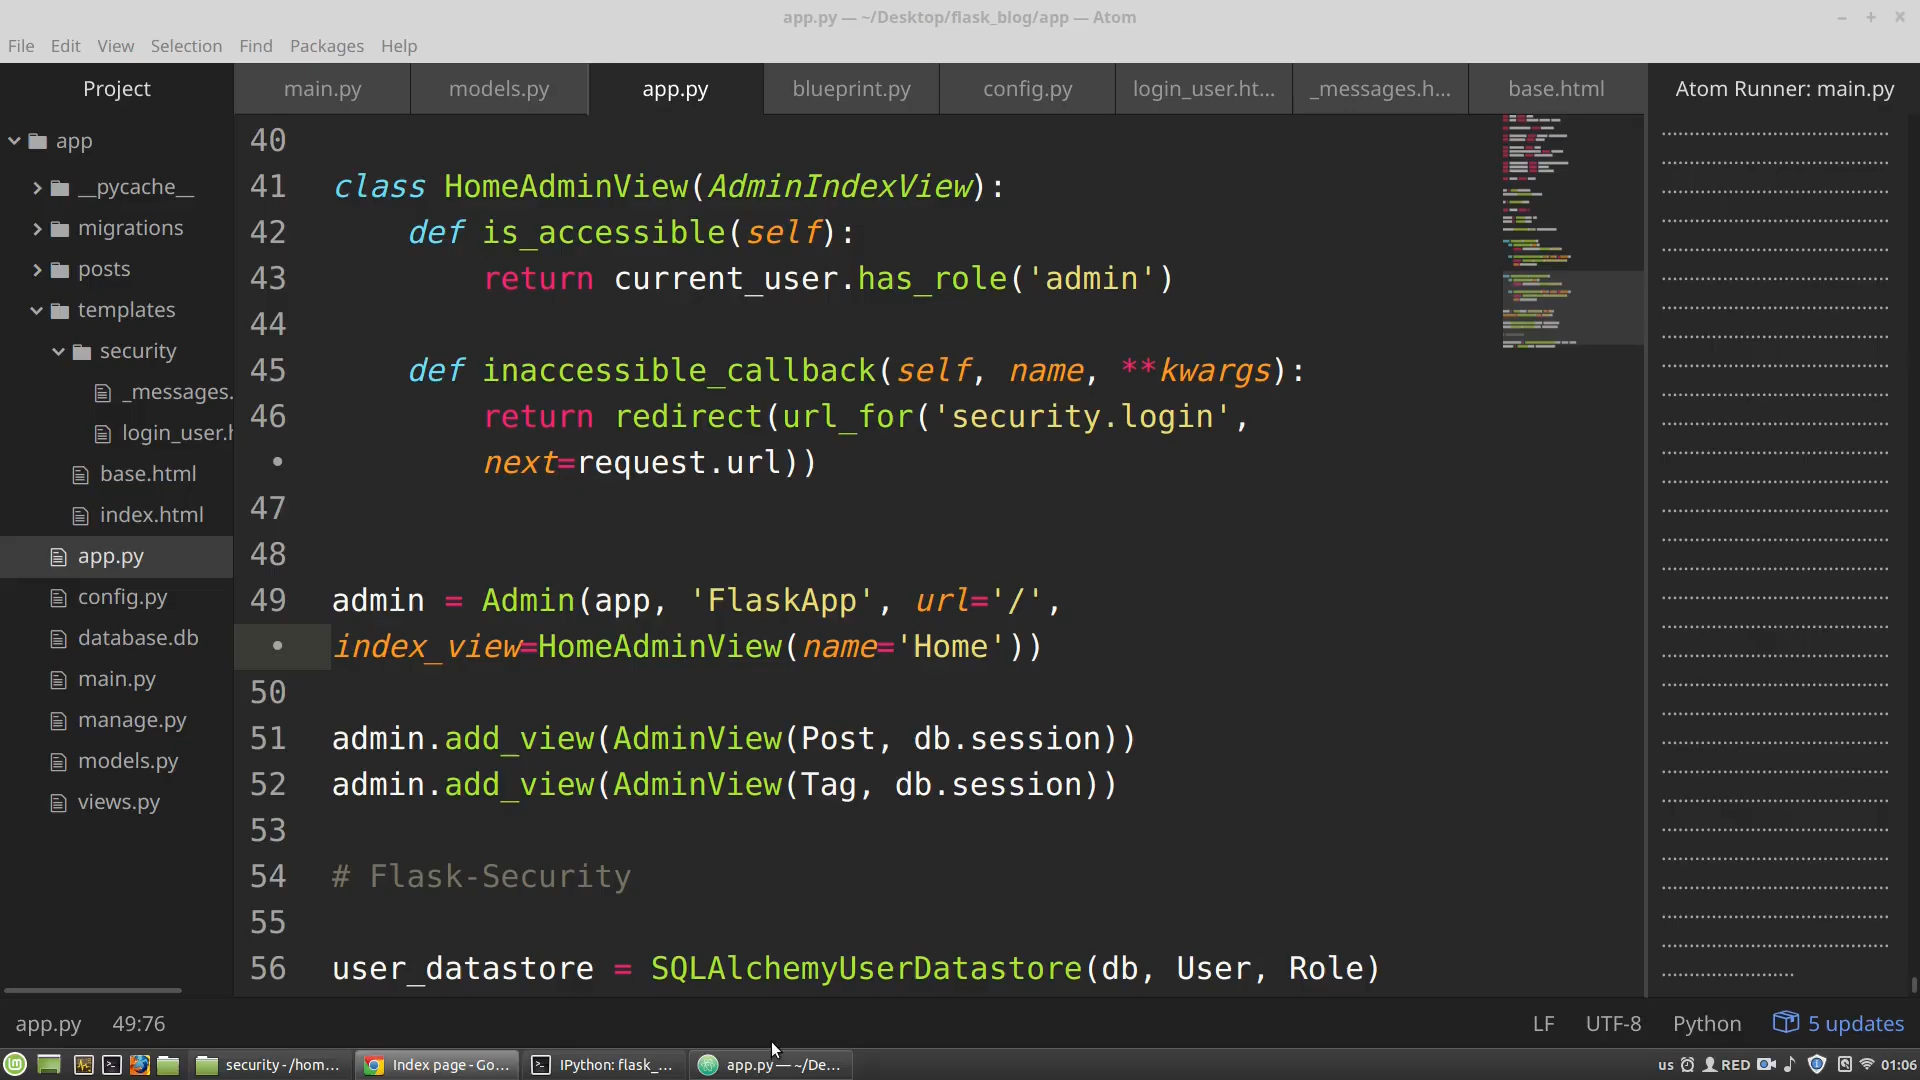 app.py — ~/Desktop/flask_blog/app — Atom
File Edit View Selection Find Packages Help
Project
main.py models.py app.py blueprint.py config.py login_user.ht... _messages.h... base.html
Atom Runner: main.py
app
__pycache__
migrations
posts
templates
security
_messages.
login_user.h
base.html
index.html
app.py
config.py
database.db
main.py
manage.py
models.py
views.py
40
41 class HomeAdminView(AdminIndexView):
42 def is_accessible(self):
43 return current_user.has_role('admin')
44
45 def inaccessible_callback(self, name, **kwargs):
46 return redirect(url_for('security.login',
• next=request.url))
47
48
49 admin = Admin(app, 'FlaskApp', url='/',
• index_view=HomeAdminView(name='Home'))
50
51 admin.add_view(AdminView(Post, db.session))
52 admin.add_view(AdminView(Tag, db.session))
53
54 # Flask-Security
55
56 user_datastore = SQLAlchemyUserDatastore(db, User, Role)
app.py 49:76 LF UTF-8 Python 5 updates
security - /hom... Index page - Go... IPython: flask_... app.py — ~/De... us RED 01:06